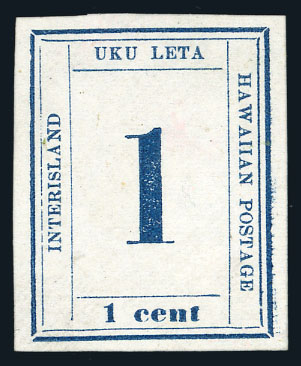 UKU LETA
INTERISLAND
1
HAWAIIAN POSTAGE
1 cent